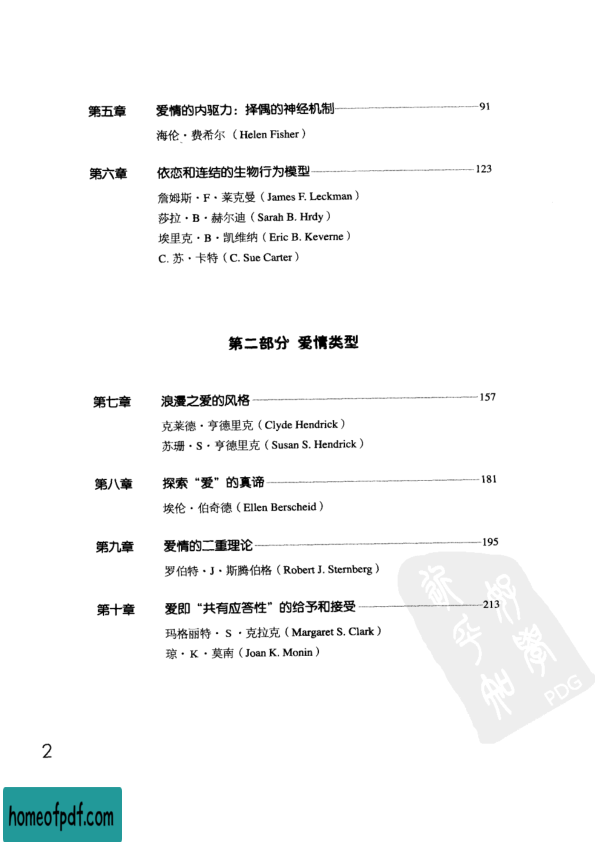 第五章 爱情的内驱力：择偶的神经机制 91
海伦·费希尔（Helen Fisher）
第六章 依恋和连结的生物行为模型 123
詹姆斯·F·莱克曼（James F. Leckman）
莎拉·B·赫尔迪（Sarah B. Hrdy）
埃里克·B·凯维纳（Eric B. Keverne）
C. 苏·卡特（C. Sue Carter）
第二部分 爱情类型
第七章 浪漫之爱的风格 157
克莱德·亨德里克（Clyde Hendrick）
苏珊·S·亨德里克（Susan S. Hendrick）
第八章 探索“爱”的真谛 181
埃伦·伯奇德（Ellen Berscheid）
第九章 爱情的二重理论 195
罗伯特·J·斯腾伯格（Robert J. Sternberg）
第十章 爱即“共有应答性”的给予和接受 213
玛格丽特·S·克拉克（Margaret S. Clark）
琼·K·莫南（Joan K. Monin）
PDG
2
homeofpdf.com